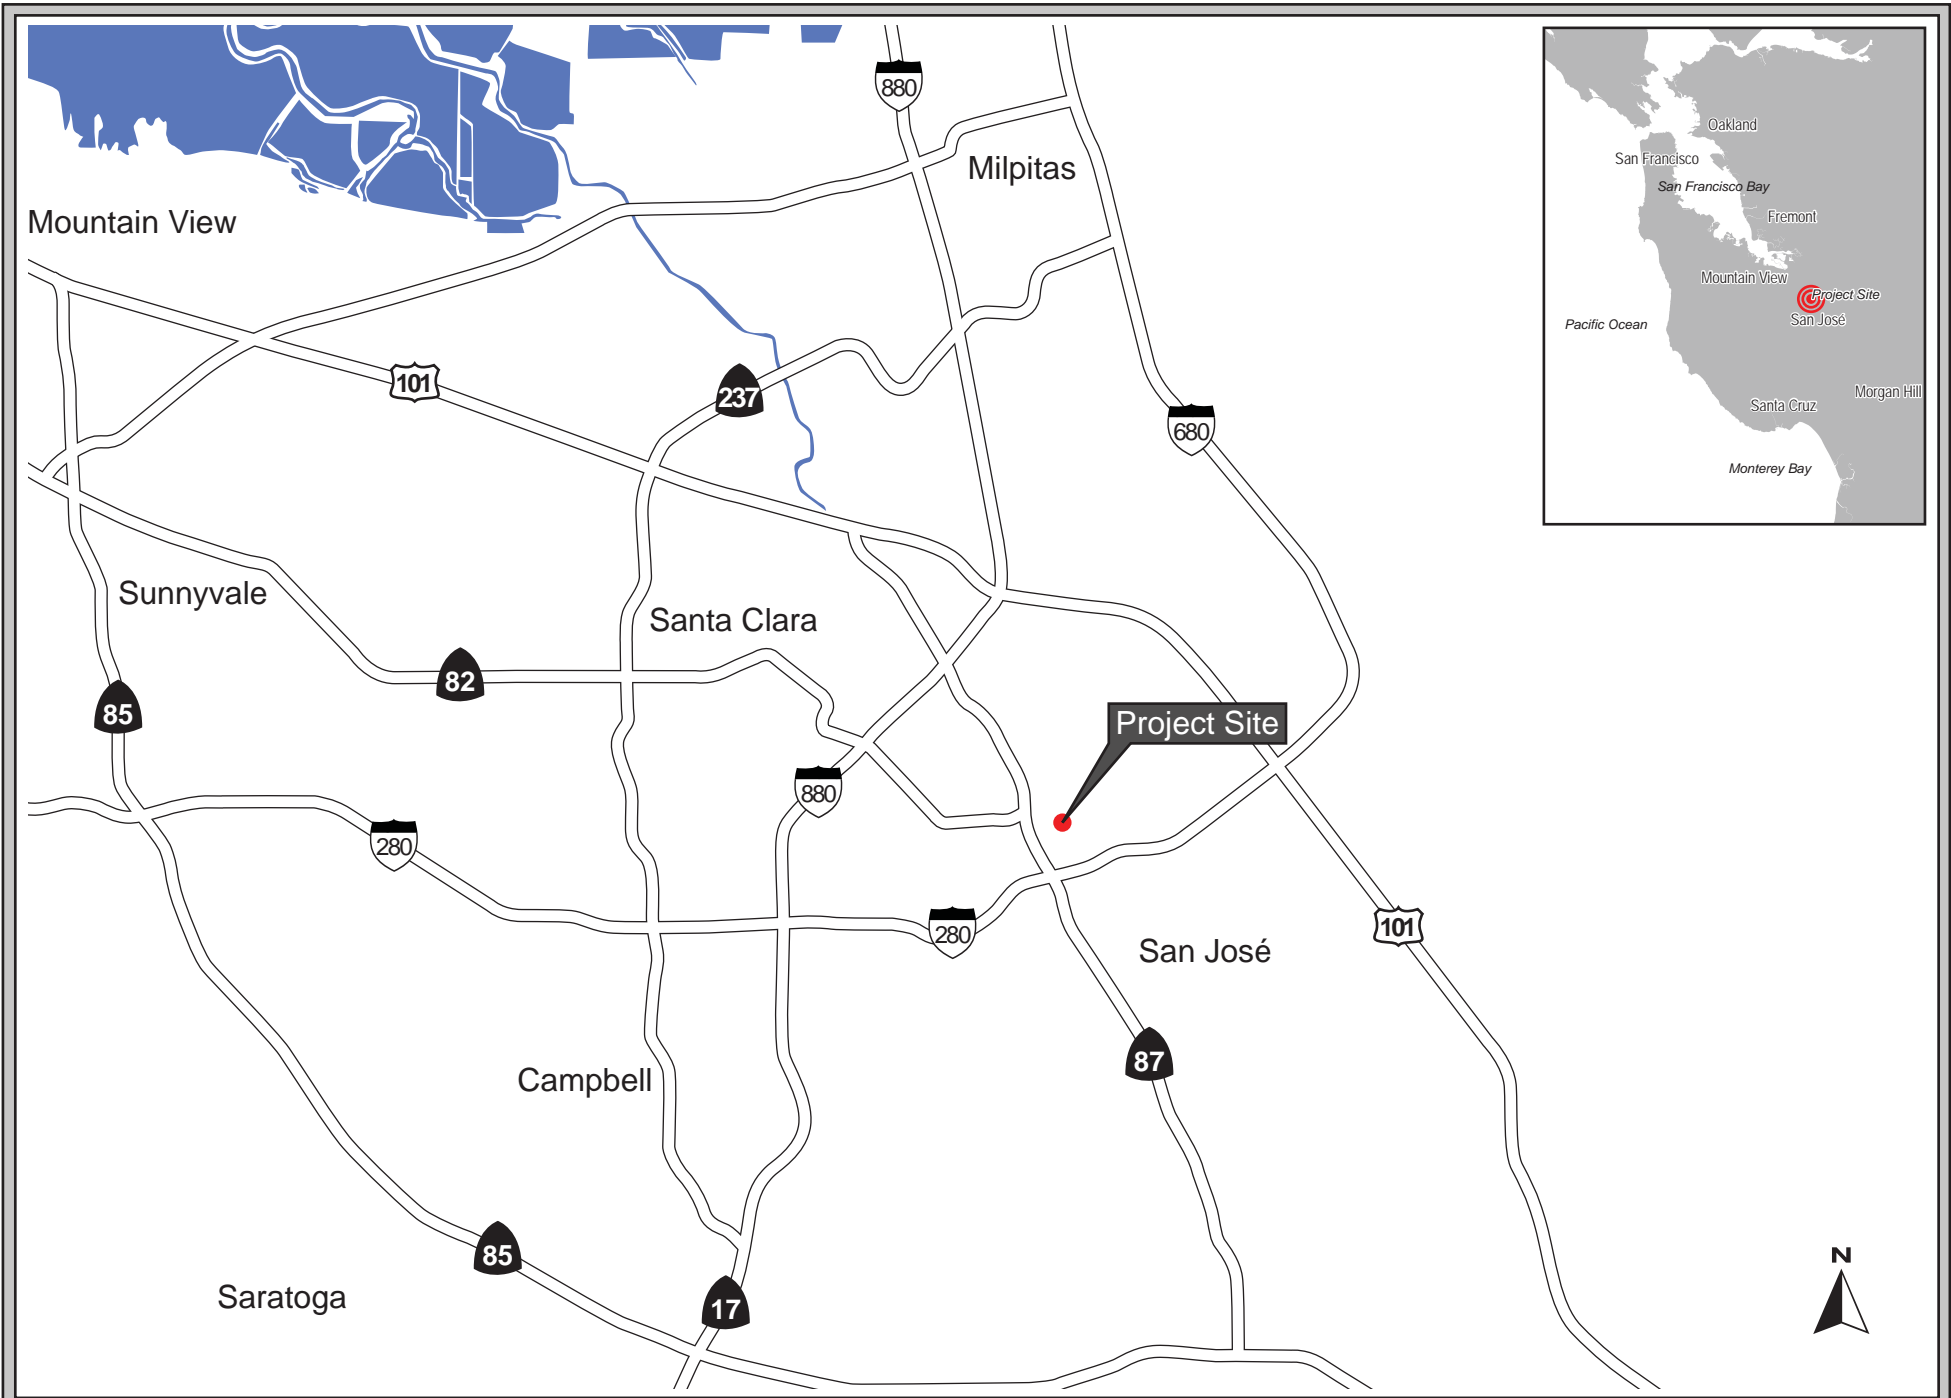 880
Milpitas
Mountain View
101
237
680
Sunnyvale
Santa Clara
82
85
Project Site
880
280
280
San José
101
Campbell
87
85
Saratoga
17
N
Oakland
San Francisco
San Francisco Bay
Fremont
Mountain View
Project Site
San José
Pacific Ocean
Morgan Hill
Santa Cruz
Monterey Bay